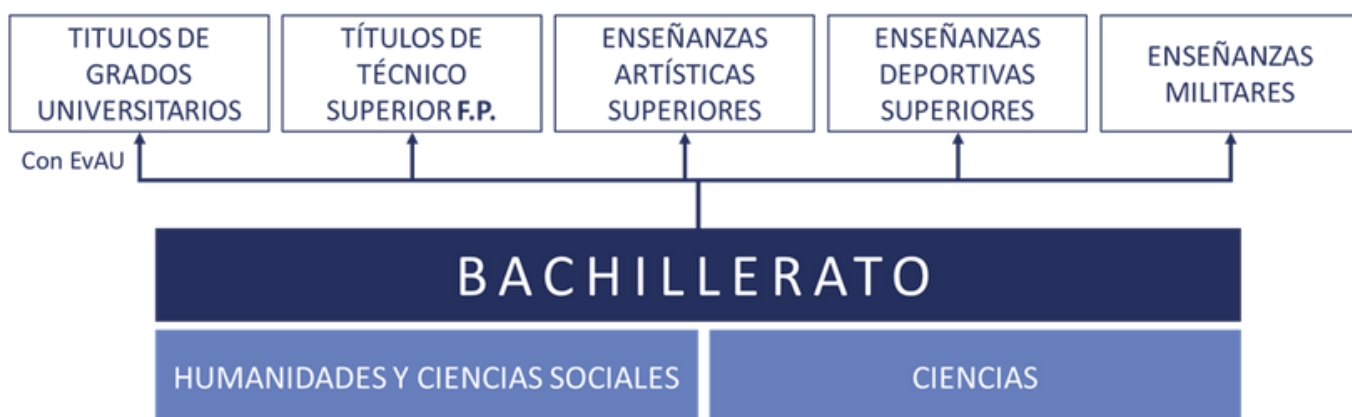 TITULOS DE
GRADOS
UNIVERSITARIOS
TÍTULOS DE
TÉCNICO
SUPERIOR F.P.
ENSEÑANZAS
ARTÍSTICAS
SUPERIORES
ENSEÑANZAS
DEPORTIVAS
SUPERIORES
ENSEÑANZAS
MILITARES
Con EvAU
BACHILLERATO
HUMANIDADES Y CIENCIAS SOCIALES
CIENCIAS